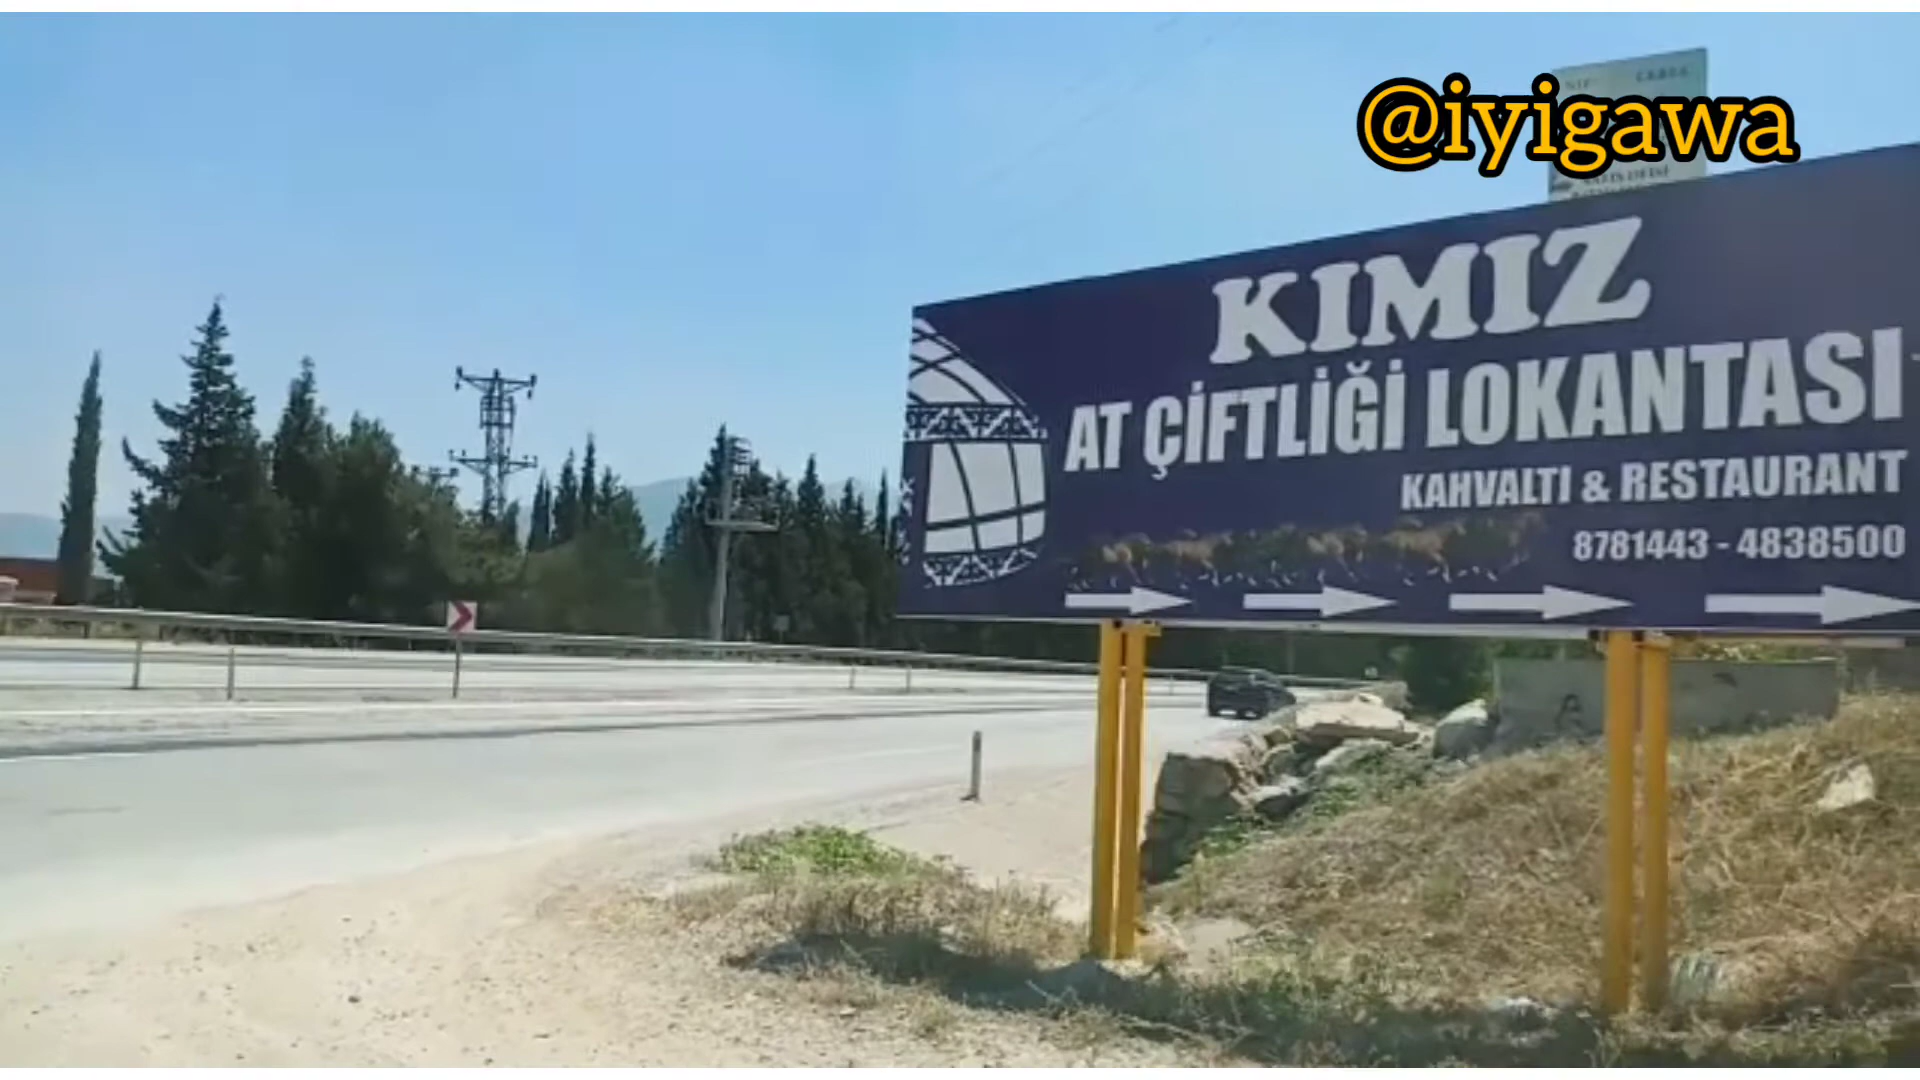 @iyigawa
KIMIZ
AT ÇİFTLİĞİ LOKANTASI
KAHVALTI & RESTAURANT
8781443 - 4838500